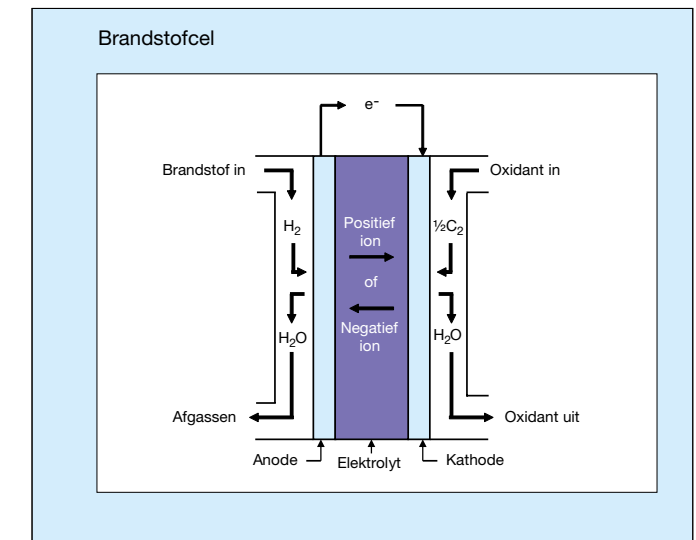 Brandstofcel
e-
Brandstof in
Oxidant in
H2
Positief
ion
½C2
of
Negatief
ion
H2O
H2O
Afgassen
Oxidant uit
Anode
Elektrolyt
Kathode